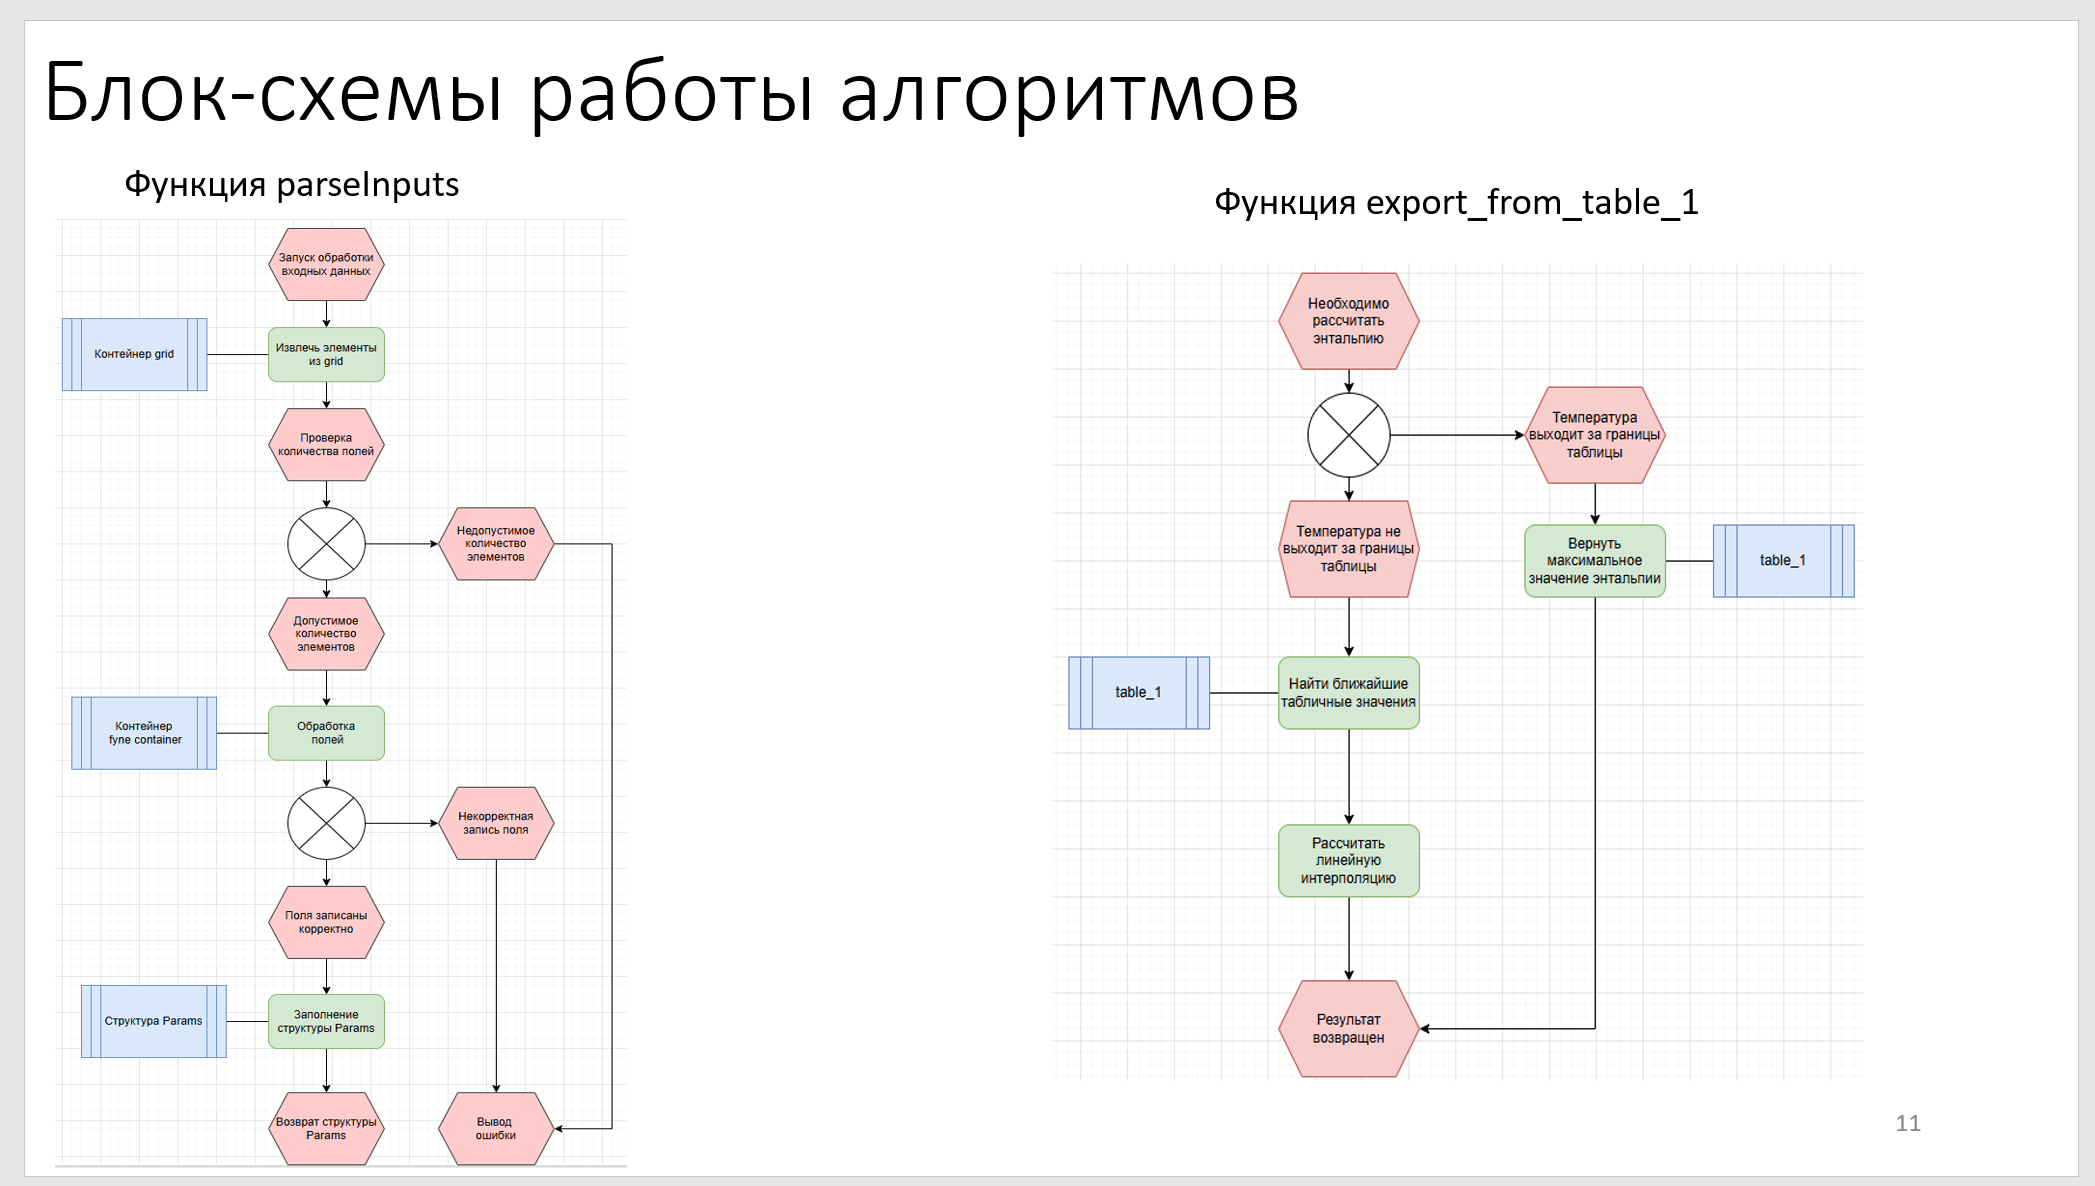 Блок-схемы работы алгоритмов
Функция parseInputs
Запуск обработки
входных данных
Контейнер grid
Извлечь элементы
из grid
Проверка
количества полей
Недопустимое
количество
элементов
Допустимое
количество
элементов
Контейнер
fyne container
Обработка
полей
Некорректная
запись поля
Поля записаны
корректно
Структура Params
Заполнение
структуры Params
Возврат структуры
Params
Вывод
ошибки
Функция export_from_table_1
Необходимо
рассчитать
энтальпию
Температура
выходит за границы
таблицы
Температура не
выходит за границы
таблицы
Вернуть
максимальное
значение энтальпии
table_1
table_1
Найти ближайшие
табличные значения
Рассчитать
линейную
интерполяцию
Результат
возвращен
11